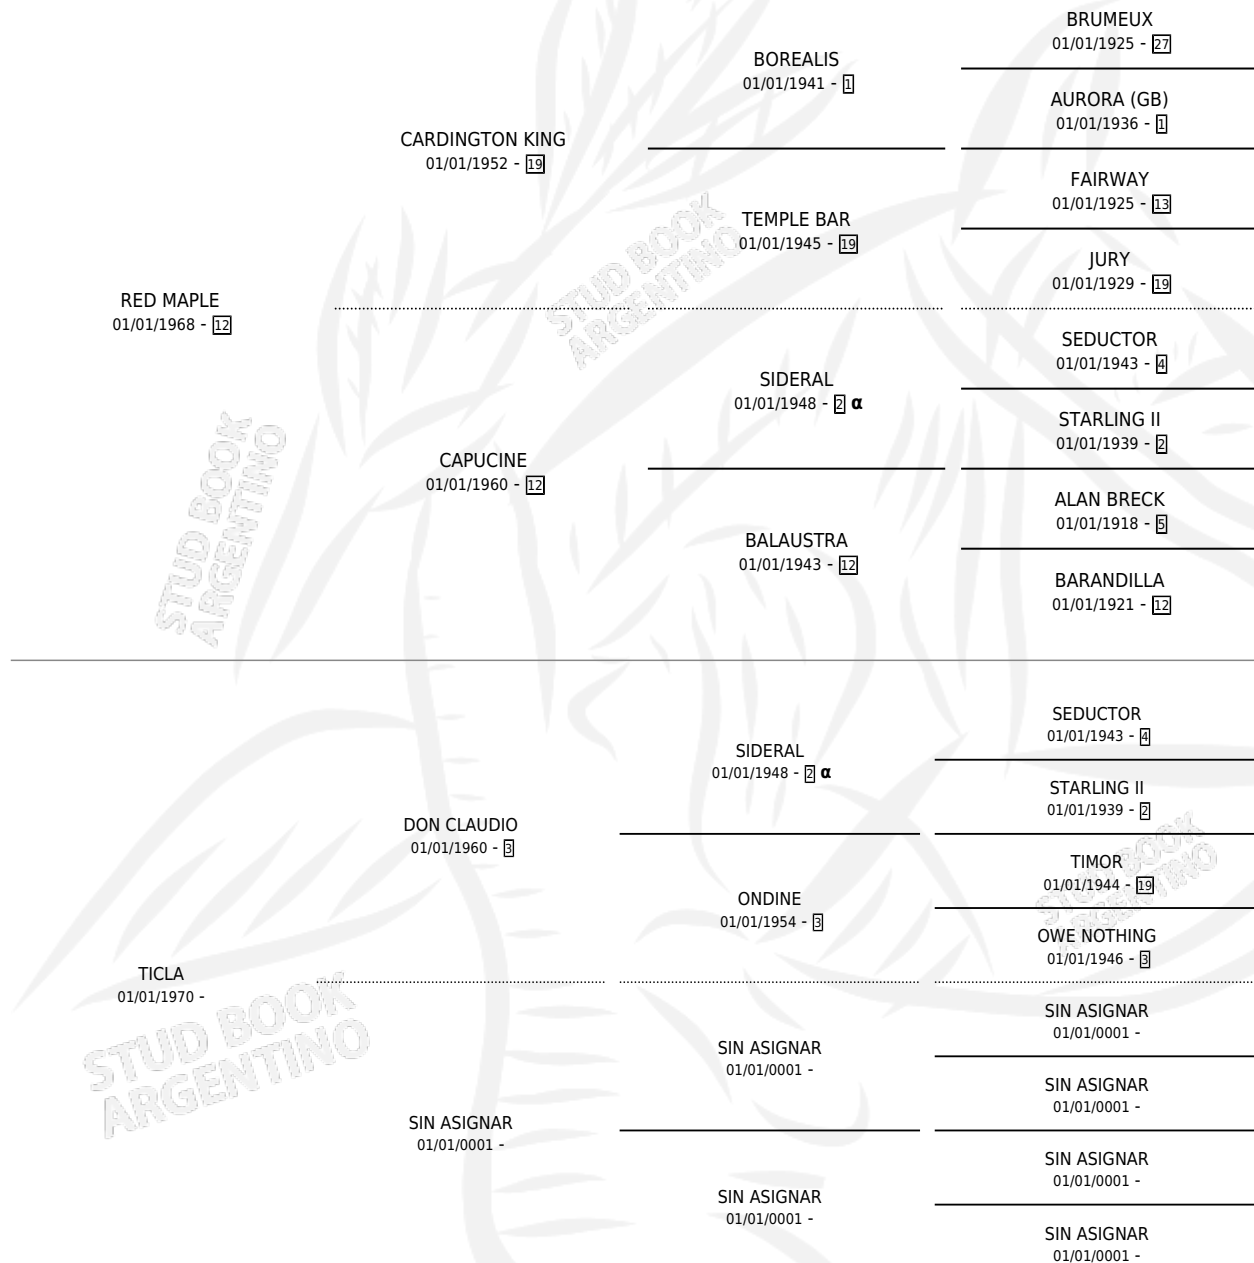 BRUMEUX
01/01/1925 - 27
BOREALIS
01/01/1941 - 1
AURORA (GB)
01/01/1936 - 1
CARDINGTON KING
01/01/1952 - 19
FAIRWAY
01/01/1925 - 13
TEMPLE BAR
01/01/1945 - 19
JURY
01/01/1929 - 19
RED MAPLE
01/01/1968 - 12
SEDUCTOR
01/01/1943 - 4
SIDERAL
01/01/1948 - 2 α
STARLING II
01/01/1939 - 2
CAPUCINE
01/01/1960 - 12
ALAN BRECK
01/01/1918 - 5
BALAUSTRA
01/01/1943 - 12
BARANDILLA
01/01/1921 - 12
STUD BOOK
ARGENTINO
STUD BOOK
ARGENTINO
SEDUCTOR
01/01/1943 - 4
SIDERAL
01/01/1948 - 2 α
STARLING II
01/01/1939 - 2
DON CLAUDIO
01/01/1960 - 3
TIMOR
01/01/1944 - 19
ONDINE
01/01/1954 - 3
OWE NOTHING
01/01/1946 - 3
TICLA
01/01/1970 -
SIN ASIGNAR
01/01/0001 -
SIN ASIGNAR
01/01/0001 -
SIN ASIGNAR
01/01/0001 -
SIN ASIGNAR
01/01/0001 -
SIN ASIGNAR
01/01/0001 -
SIN ASIGNAR
01/01/0001 -
SIN ASIGNAR
01/01/0001 -
STUD BOOK
ARGENTINO
STUD BOOK
ARGENTINO